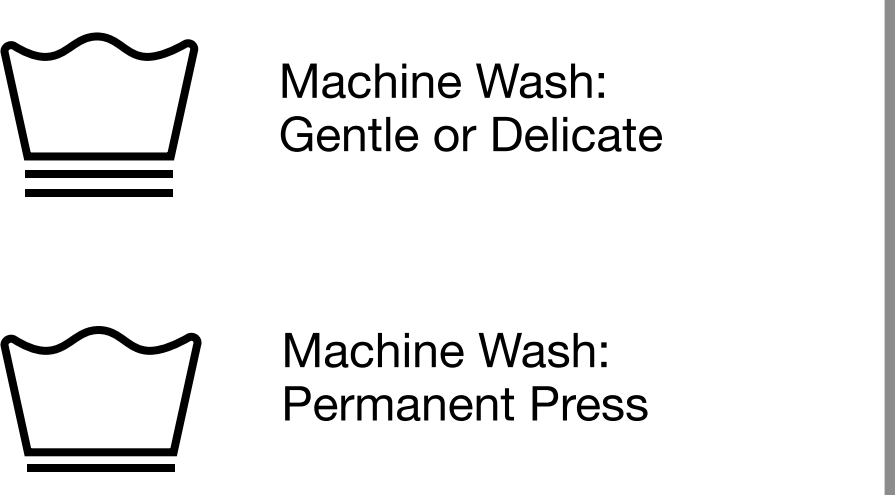 Machine Wash:
Gentle or Delicate
Machine Wash:
Permanent Press